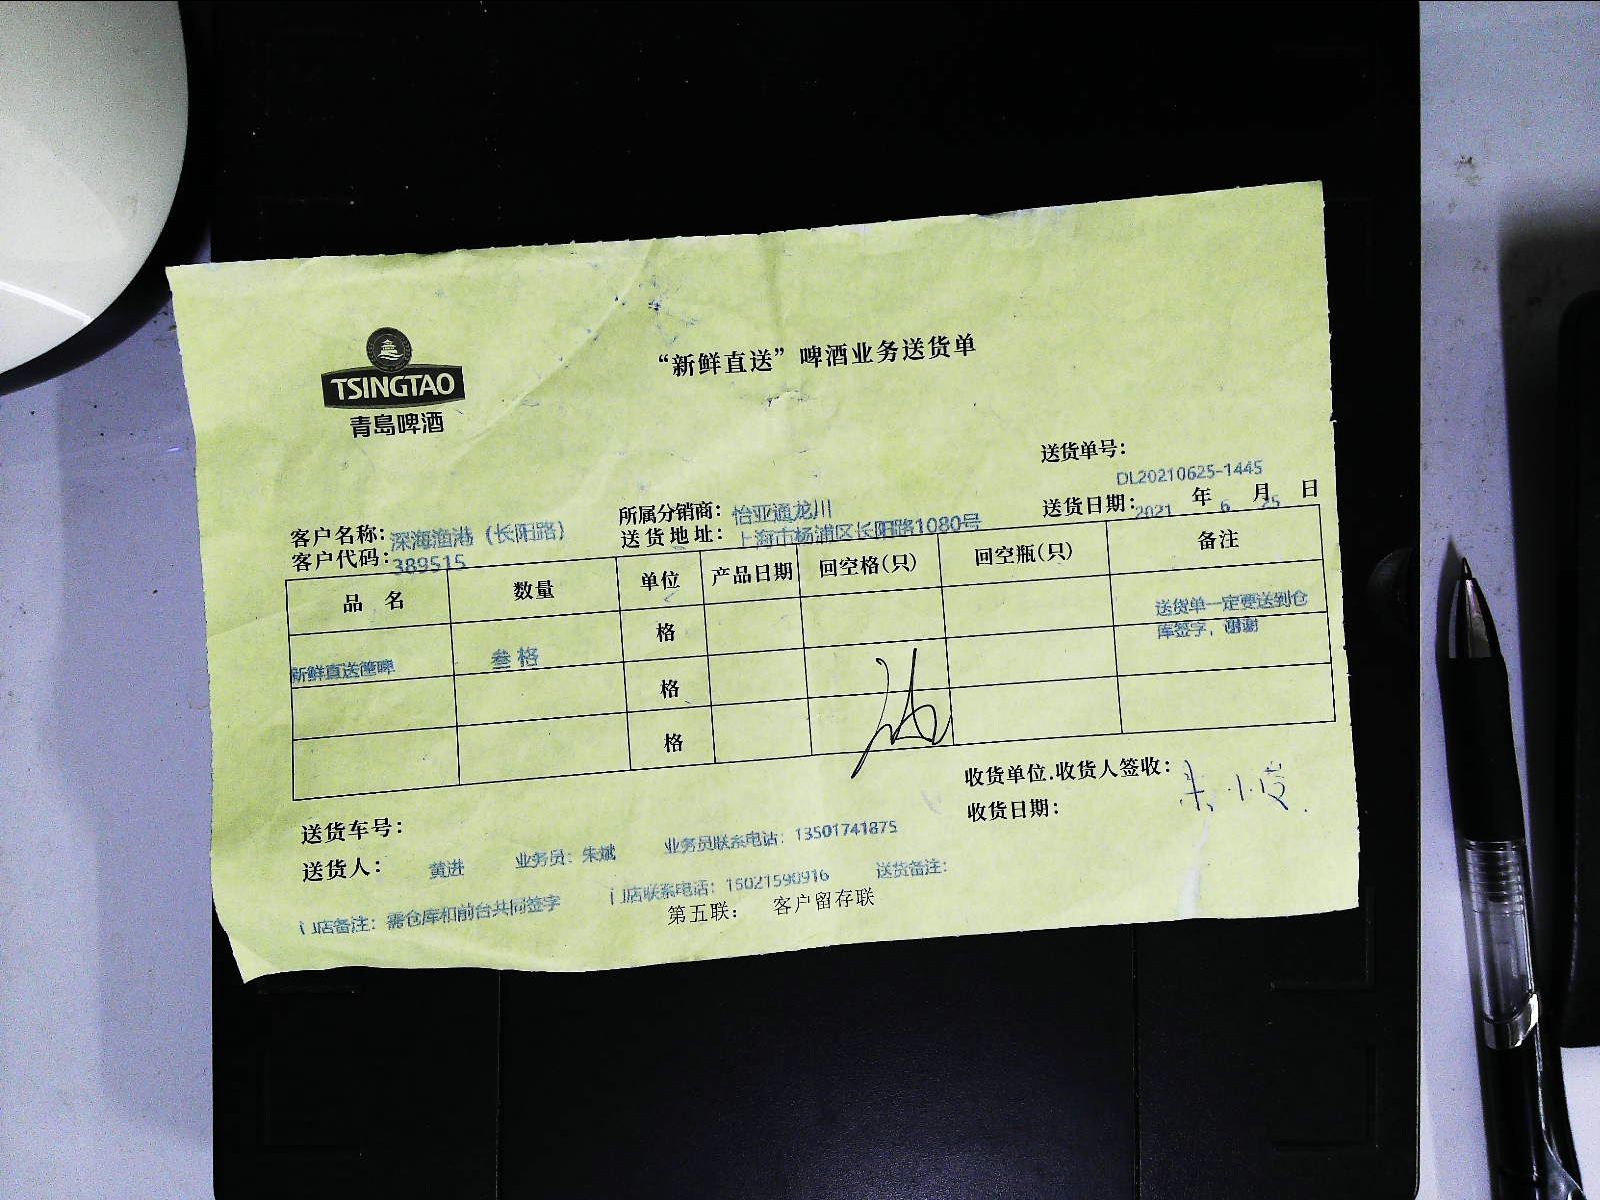 TSINGTAO
青島啤酒
“新鲜直送”啤酒业务送货单
送货单号：
DL20210625-1445
送货日期：2021 年 6 月 25 日
客户名称：深海渔港（长阳路） 所属分销商：怡亚通龙川
客户代码：389515 送货地址：上海市杨浦区长阳路1080号
品 名 数量 单位 产品日期 回空格(只) 回空瓶(只) 备注
格 送货单一定要送到仓
库签字，谢谢
新鲜直送箱啤 叁格 格
格
收货单位.收货人签收：
收货日期：
送货车号：
送货人： 黄进 业务员：朱斌 业务员联系电话：13501741875
门店备注：需仓库和前台共同签字 门店联系电话：15021590916 送货备注：
第五联： 客户留存联